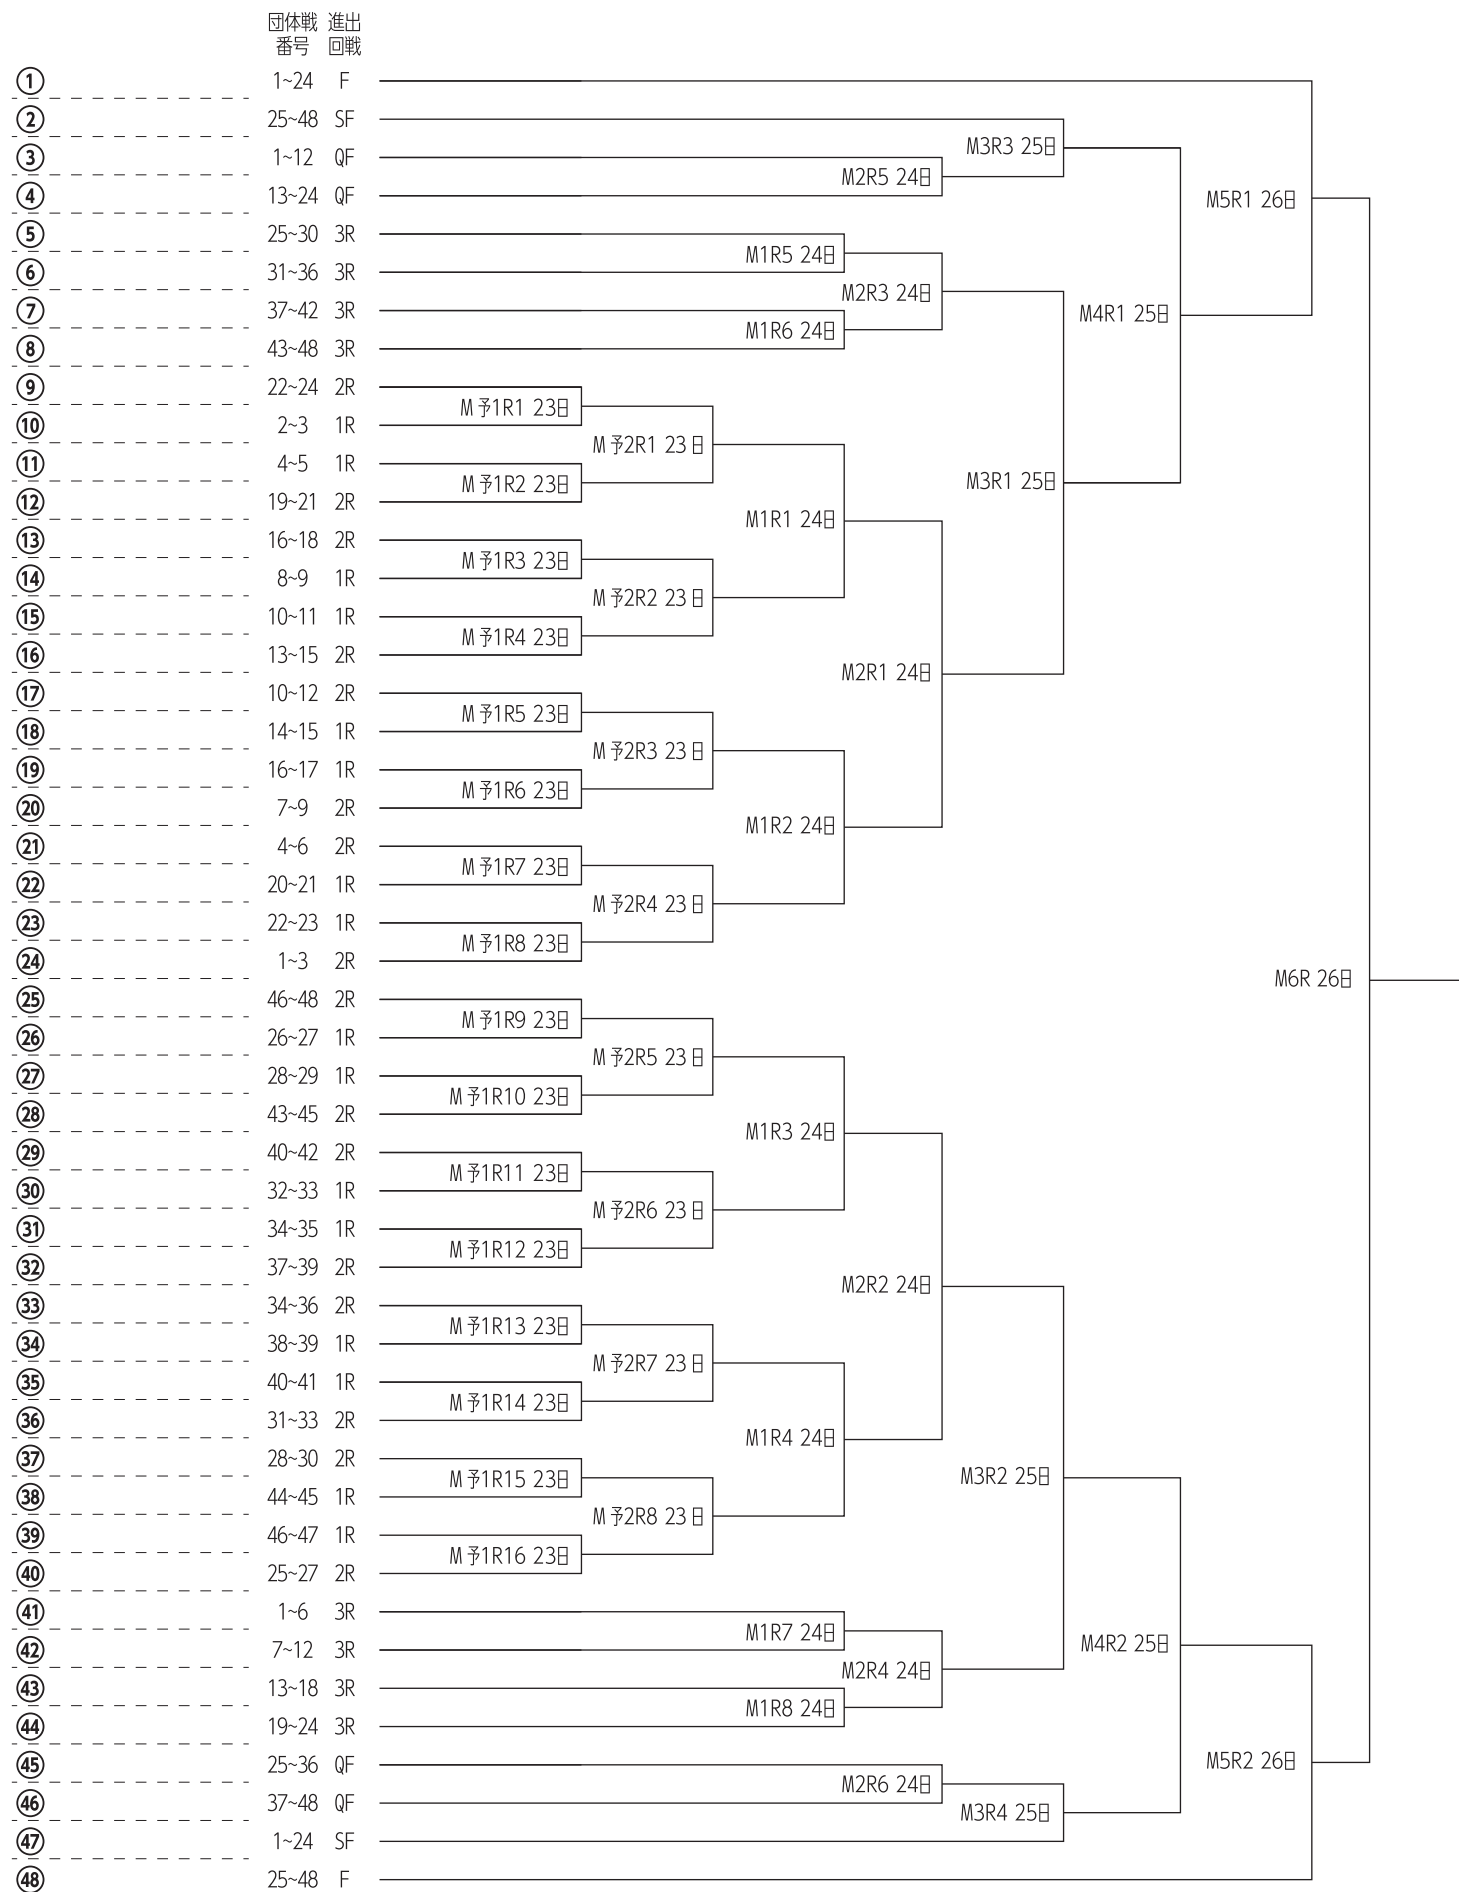 団体戦 進出
番号 回戦
① 1~24 F
② 25~48 SF
M3R3 25日
③ 1~12 QF
M2R5 24日
④ 13~24 QF
M5R1 26日
⑤ 25~30 3R
M1R5 24日
⑥ 31~36 3R
M2R3 24日
⑦ 37~42 3R
M4R1 25日
M1R6 24日
⑧ 43~48 3R
⑨ 22~24 2R
M予1R1 23日
⑩ 2~3 1R
M予2R1 23日
⑪ 4~5 1R
M予1R2 23日
M3R1 25日
⑫ 19~21 2R
M1R1 24日
⑬ 16~18 2R
M予1R3 23日
⑭ 8~9 1R
M予2R2 23日
⑮ 10~11 1R
M予1R4 23日
⑯ 13~15 2R
M2R1 24日
⑰ 10~12 2R
M予1R5 23日
⑱ 14~15 1R
M予2R3 23日
⑲ 16~17 1R
M予1R6 23日
⑳ 7~9 2R
M1R2 24日
㉑ 4~6 2R
M予1R7 23日
㉒ 20~21 1R
M予2R4 23日
㉓ 22~23 1R
M予1R8 23日
㉔ 1~3 2R
M6R 26日
㉕ 46~48 2R
M予1R9 23日
㉖ 26~27 1R
M予2R5 23日
㉗ 28~29 1R
M予1R10 23日
㉘ 43~45 2R
M1R3 24日
㉙ 40~42 2R
M予1R11 23日
㉚ 32~33 1R
M予2R6 23日
㉛ 34~35 1R
M予1R12 23日
㉜ 37~39 2R
M2R2 24日
㉝ 34~36 2R
M予1R13 23日
㉞ 38~39 1R
M予2R7 23日
㉟ 40~41 1R
M予1R14 23日
㊱ 31~33 2R
M1R4 24日
㊲ 28~30 2R
M予1R15 23日
M3R2 25日
㊳ 44~45 1R
M予2R8 23日
㊴ 46~47 1R
M予1R16 23日
㊵ 25~27 2R
㊶ 1~6 3R
M1R7 24日
M4R2 25日
㊷ 7~12 3R
M2R4 24日
㊸ 13~18 3R
M1R8 24日
㊹ 19~24 3R
㊺ 25~36 QF
M5R2 26日
M2R6 24日
㊻ 37~48 QF
M3R4 25日
㊼ 1~24 SF
㊽ 25~48 F